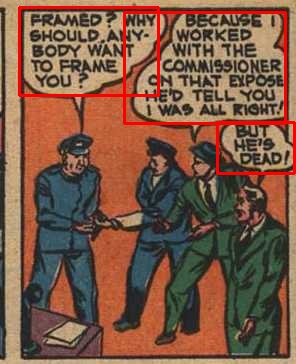 FRAMED? WHY
SHOULD ANY-
BODY WANT
TO FRAME
YOU?
BECAUSE I
WORKED
WITH THE
COMMISSIONER
ON THAT EXPOSE
HE'D TELL YOU
I WAS ALL RIGHT!
BUT
HE'S
DEAD!